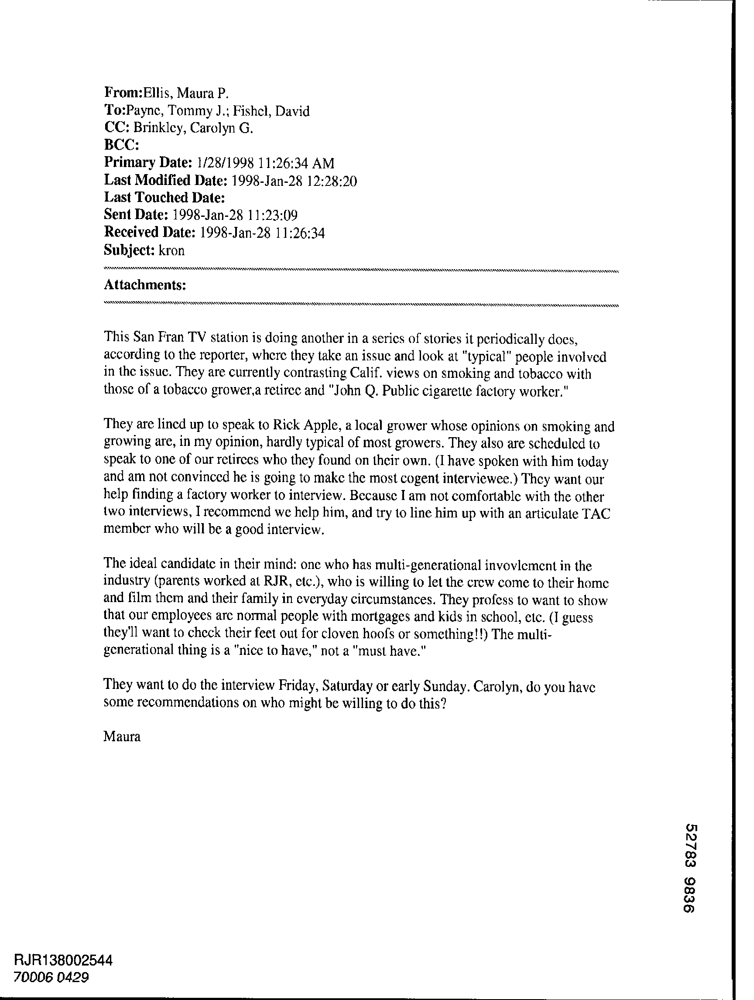 From:Ellis, Maura P.
To:Payne, Tommy J.; Fishel, David
CC: Brinkley, Carolyn G.
BCC:
Primary Date: 1/28/1998 11:26:34 AM
Last Modified Date: 1998-Jan-28 12:28:20
Last Touched Date:
Sent Date: 1998-Jan-28 11:23:09
Received Date: 1998-Jan-28 11:26:34
Subject: kron
Attachments:
This San Fran TV station is doing another in a series of stories it periodically does,
according to the reporter, where they take an issue and look at "typical" people involved
in the issue. They are currently contrasting Calif. views on smoking and tobacco with
those of a tobacco grower,a retiree and "John Q. Public cigarette factory worker."
They are lined up to speak to Rick Apple, a local grower whose opinions on smoking and
growing are, in my opinion, hardly typical of most growers. They also are scheduled to
speak to one of our retirees who they found on their own. (I have spoken with him today
and am not convinced he is going to make the most cogent interviewee.) They want our
help finding a factory worker to interview. Because I am not comfortable with the other
two interviews, I recommend we help him, and try to line him up with an articulate TAC
member who will be a good interview.
The ideal candidate in their mind: one who has multi-generational invovlement in the
industry (parents worked at RJR, etc.), who is willing to let the crew come to their home
and film them and their family in everyday circumstances. They profess to want to show
that our employees are normal people with mortgages and kids in school, etc. (I guess
they'll want to check their feet out for cloven hoofs or something!!) The multi-
generational thing is a "nice to have," not a "must have."
They want to do the interview Friday, Saturday or early Sunday. Carolyn, do you have
some recommendations on who might be willing to do this?
Maura
52783 9836
RJR138002544
70006 0429